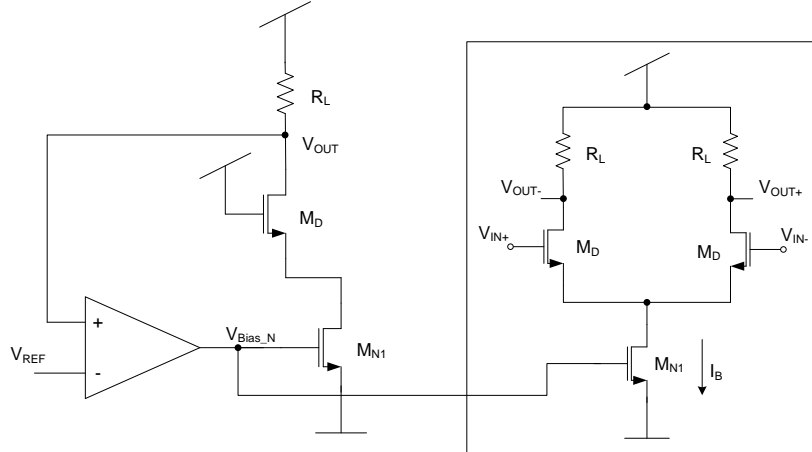 R_L
V_OUT
M_D
+
-
V_REF
V_Bias_N
M_N1
R_L
R_L
V_OUT-
V_OUT+
V_IN+
V_IN-
M_D
M_D
M_N1
I_B